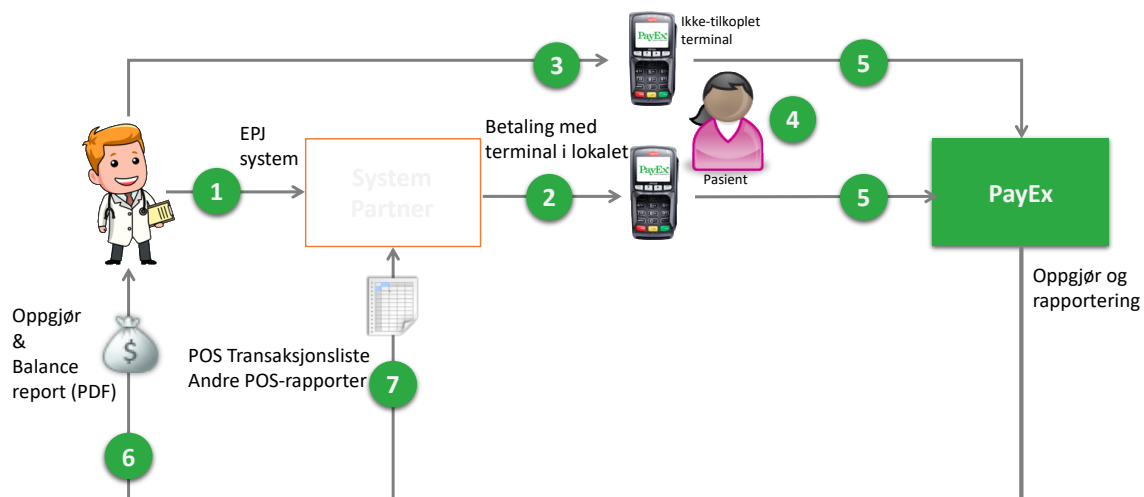 Ikke-tilkoplet
terminal
PayEx
3
5
4
EPJ
system
Betaling med
terminal i lokalet
System
Partner
1
2
PayEx
Pasient
5
PayEx
Oppgjør og
rapportering
Oppgjør
&
Balance
report (PDF)
$
POS Transaksjonsliste
Andre POS-rapporter
7
6